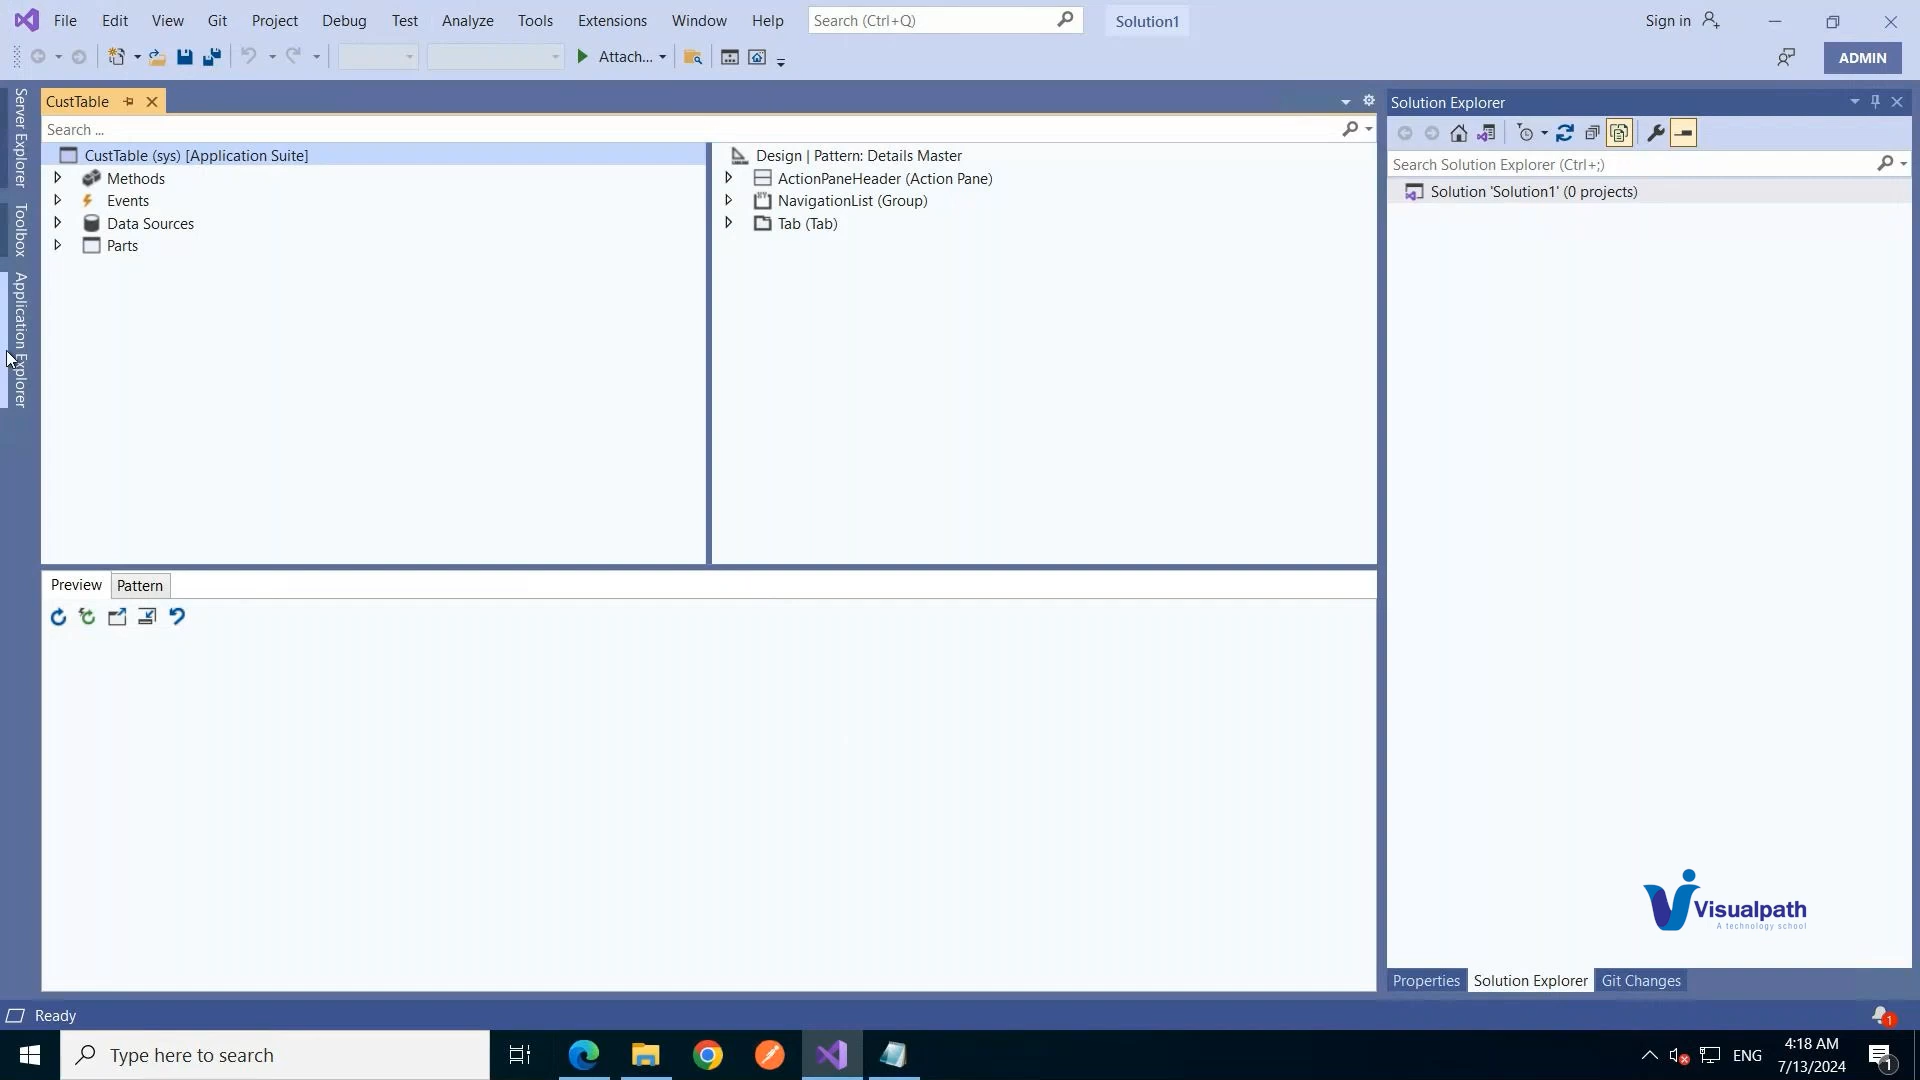 File Edit View Git Project Debug Test Analyze Tools Extensions Window Help Search (Ctrl+Q) Solution1 Sign in
Attach... ADMIN
Server Explorer
Toolbox
Application Explorer
CustTable
Search ...
CustTable (sys) [Application Suite]
Methods
Events
Data Sources
Parts
Design | Pattern: Details Master
ActionPaneHeader (Action Pane)
NavigationList (Group)
Tab (Tab)
Preview Pattern
Solution Explorer
Search Solution Explorer (Ctrl+;)
Solution 'Solution1' (0 projects)
Visualpath
A technology school
Properties Solution Explorer Git Changes
Ready
1
Type here to search
ENG
4:18 AM
7/13/2024
1